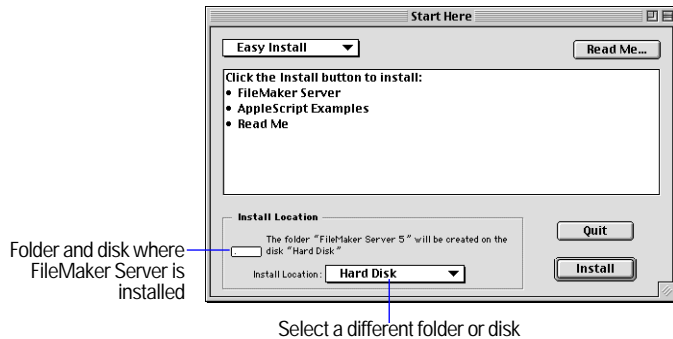 Start Here
Easy Install
Read Me...
Click the Install button to install:
• FileMaker Server
• AppleScript Examples
• Read Me
Install Location
The folder "FileMaker Server 5" will be created on the
disk "Hard Disk"
Install Location: Hard Disk
Quit
Install
Folder and disk where
FileMaker Server is
installed
Select a different folder or disk